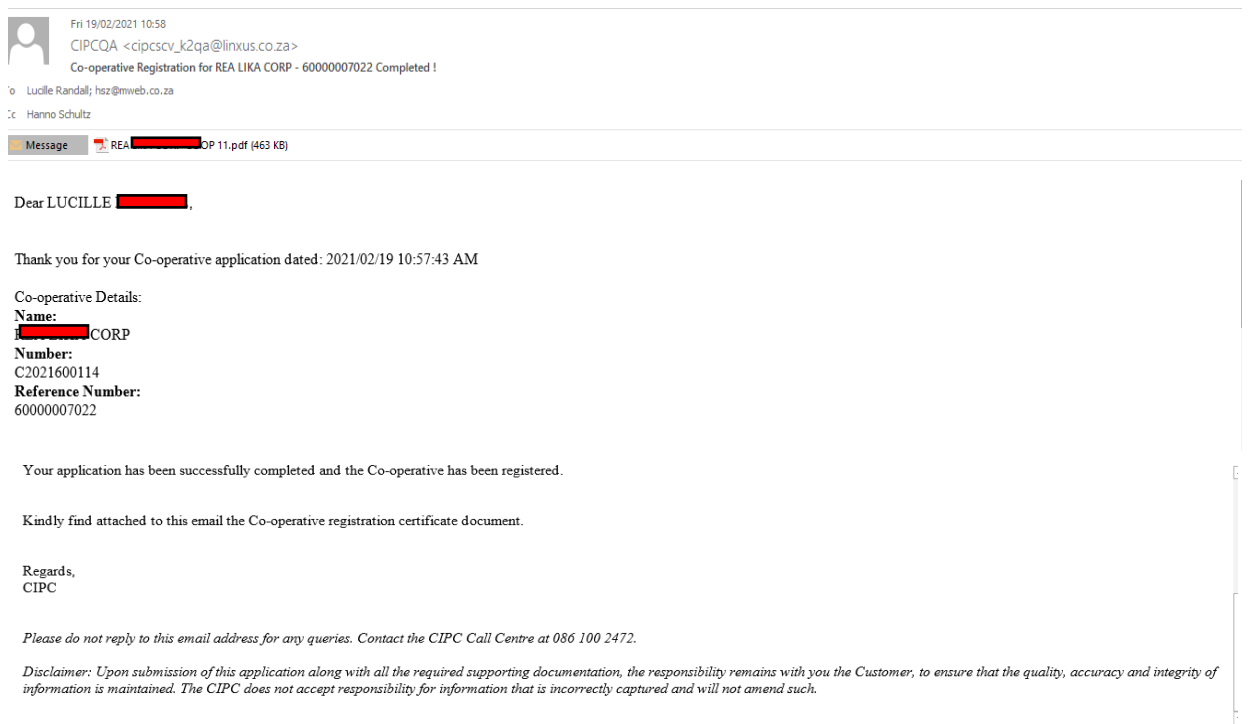 Fri 19/02/2021 10:58
CIPCQA <cipcscv_k2qa@linxus.co.za>
Co-operative Registration for REA LIKA CORP - 60000007022 Completed !
Lucille Randall; hsz@mweb.co.za
Hanno Schultz
Message REA OP 11.pdf (463 KB)
Dear LUCILLE ,
Thank you for your Co-operative application dated: 2021/02/19 10:57:43 AM
Co-operative Details:
Name:
CORP
Number:
C2021600114
Reference Number:
60000007022
Your application has been successfully completed and the Co-operative has been registered.
Kindly find attached to this email the Co-operative registration certificate document.
Regards,
CIPC
Please do not reply to this email address for any queries. Contact the CIPC Call Centre at 086 100 2472.
Disclaimer: Upon submission of this application along with all the required supporting documentation, the responsibility remains with you the Customer, to ensure that the quality, accuracy and integrity of
information is maintained. The CIPC does not accept responsibility for information that is incorrectly captured and will not amend such.